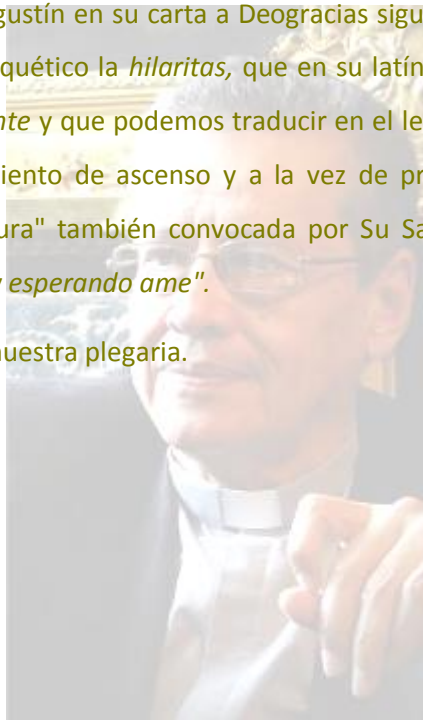 gustín en su carta a Deogracias sigu
quético la hilaritas, que en su latín
nte y que podemos traducir en el le
iento de ascenso y a la vez de pr
ura" también convocada por Su Sa
esperando ame".
nuestra plegaria.